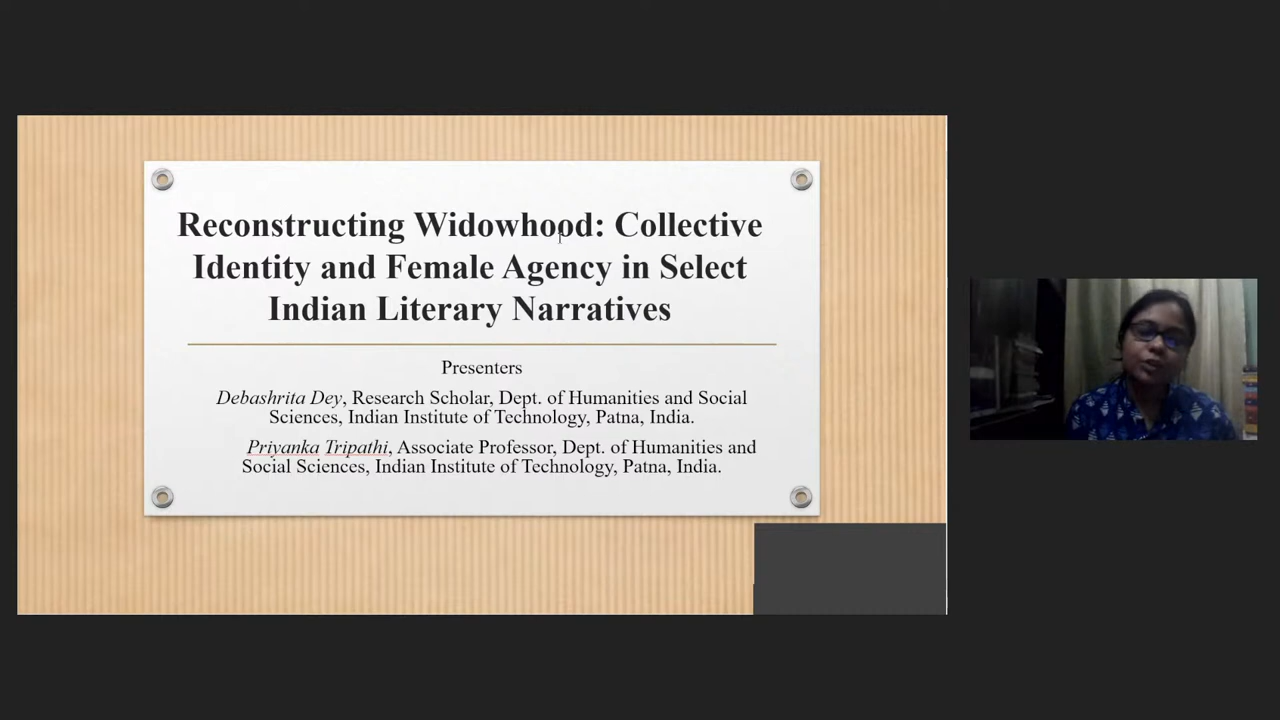 Reconstructing Widowhood: Collective
Identity and Female Agency in Select
Indian Literary Narratives
Presenters
Debashrita Dey, Research Scholar, Dept. of Humanities and Social
Sciences, Indian Institute of Technology, Patna, India.
Priyanka Tripathi, Associate Professor, Dept. of Humanities and
Social Sciences, Indian Institute of Technology, Patna, India.